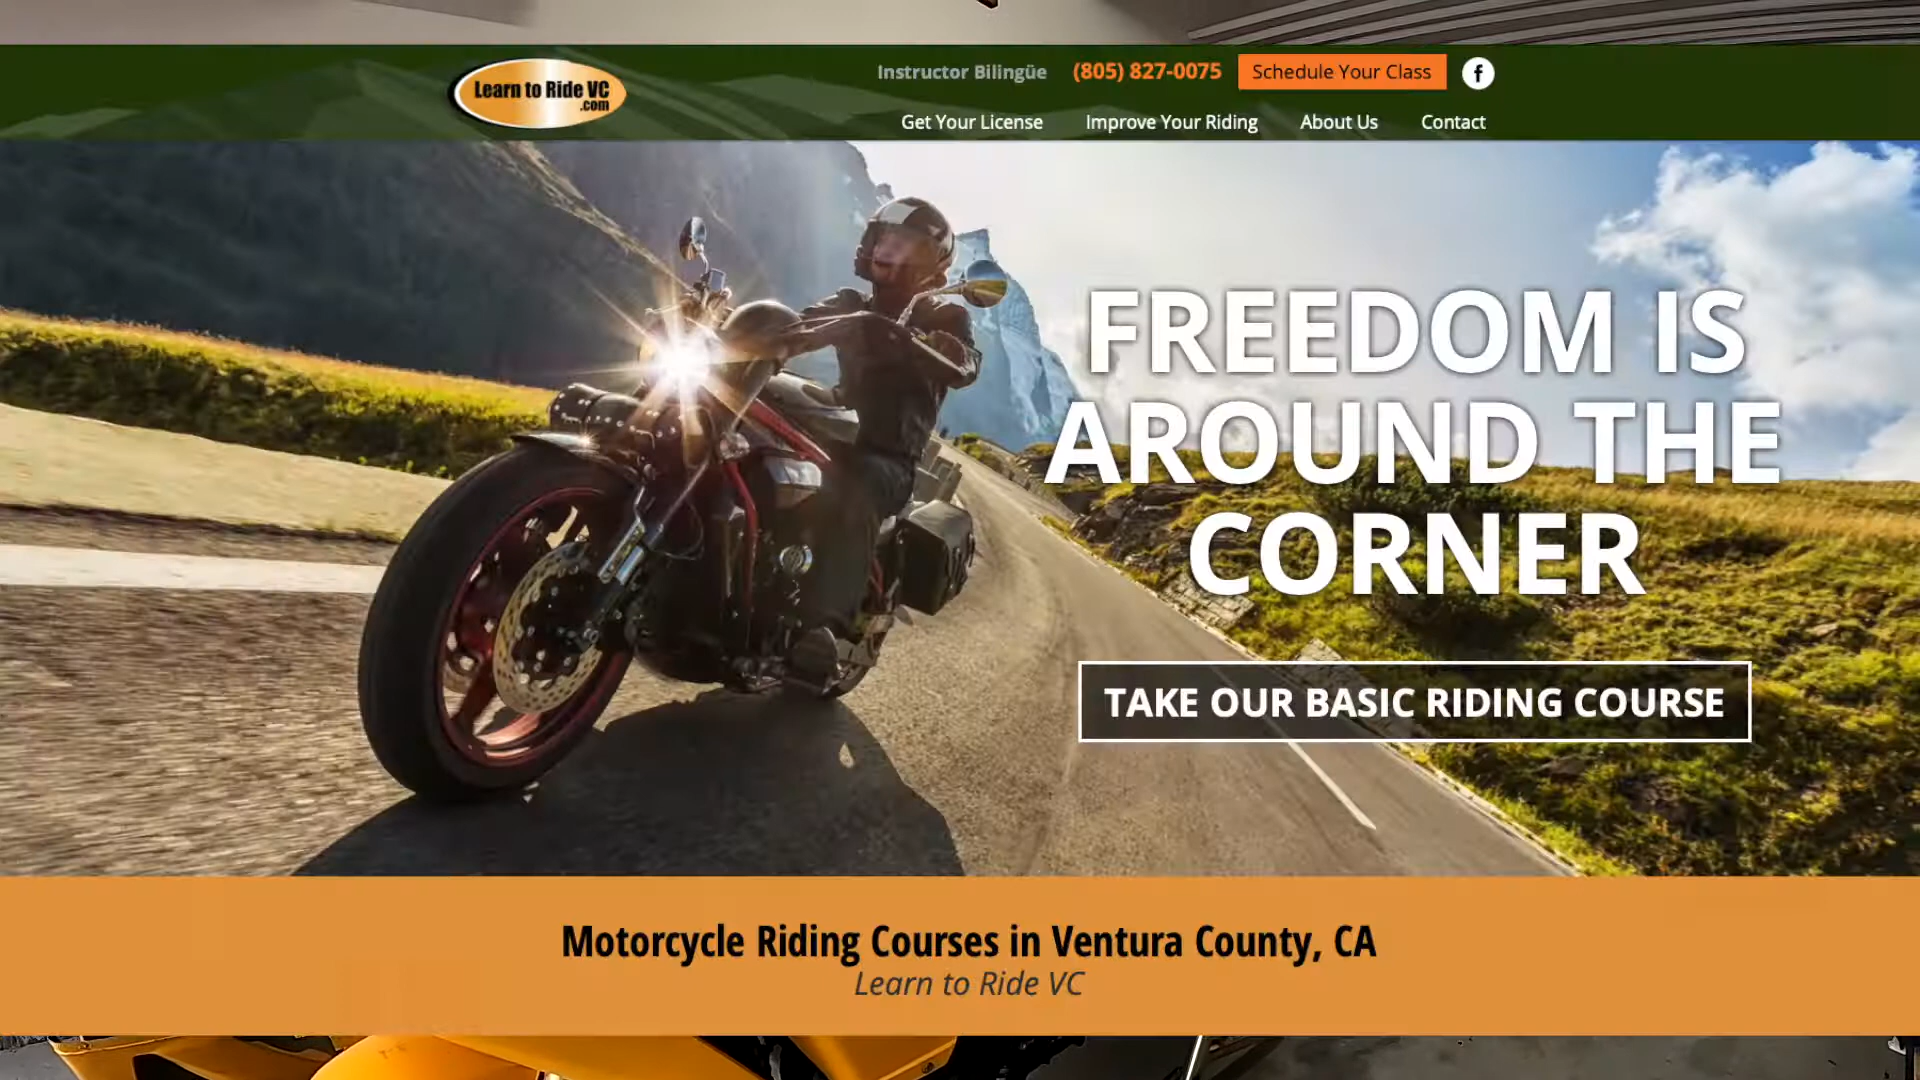 Learn to Ride VC
.com
Instructor Bilingüe
(805) 827-0075
Schedule Your Class
f
Get Your License
Improve Your Riding
About Us
Contact
FREEDOM IS
AROUND THE
CORNER
TAKE OUR BASIC RIDING COURSE
Motorcycle Riding Courses in Ventura County, CA
Learn to Ride VC